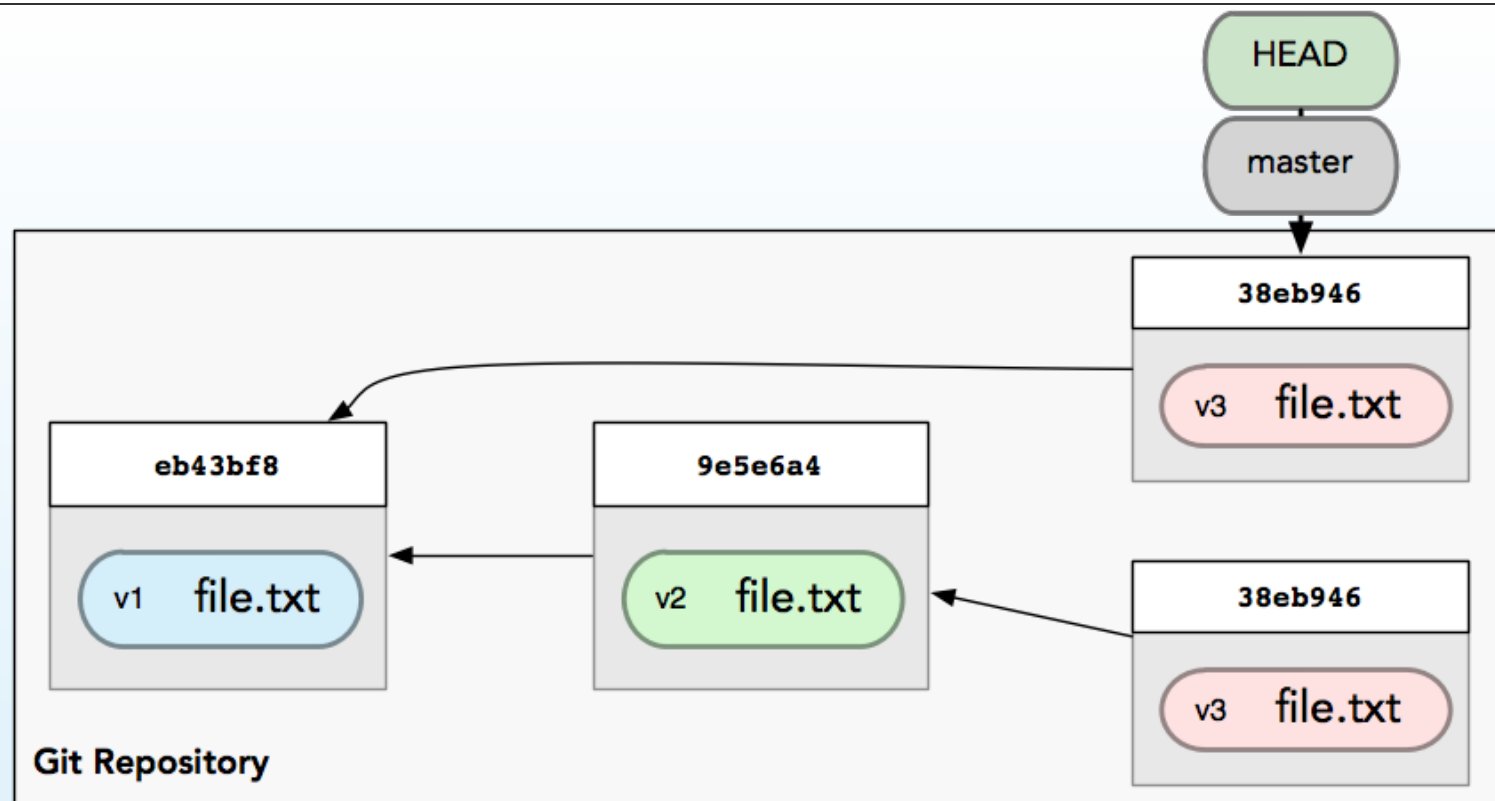 HEAD
master
38eb946
v3 file.txt
eb43bf8
9e5e6a4
v1 file.txt
v2 file.txt
38eb946
v3 file.txt
Git Repository